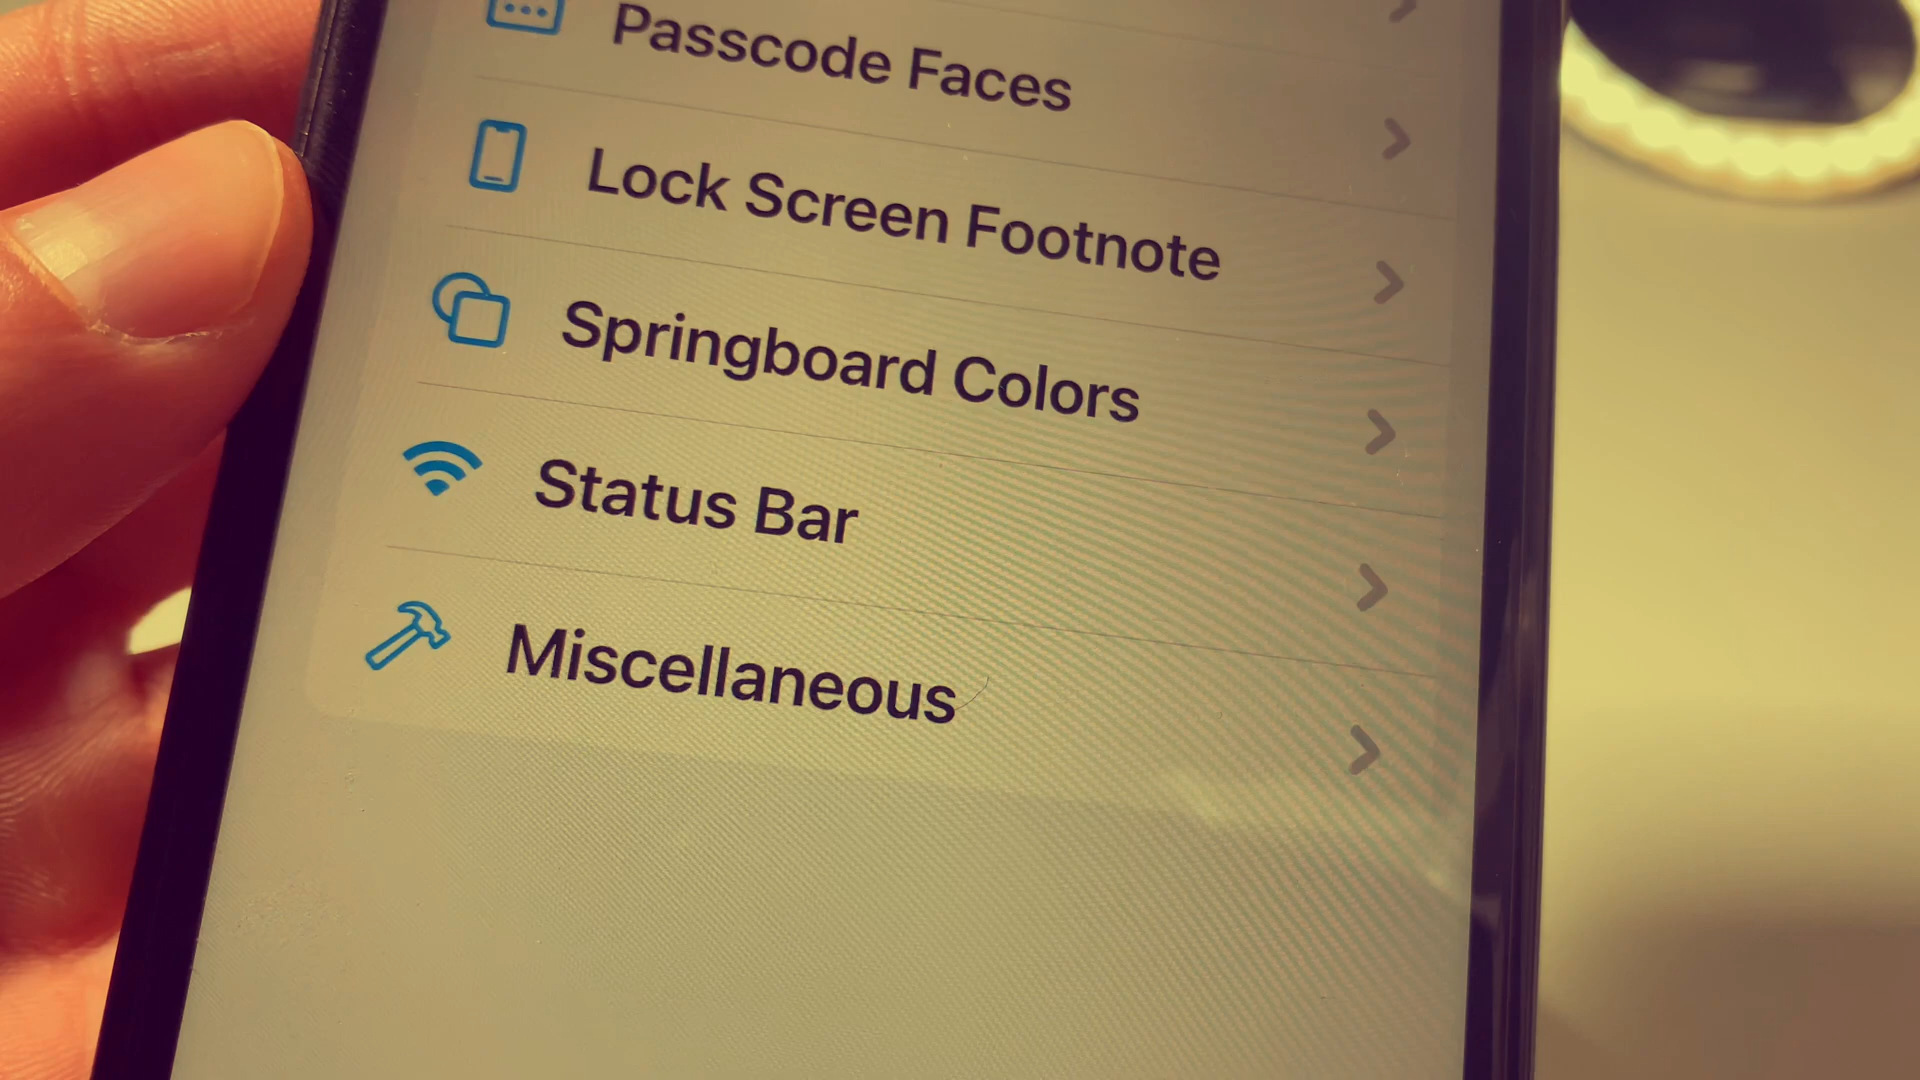 Passcode Faces
Lock Screen Footnote
Springboard Colors
Status Bar
Miscellaneous